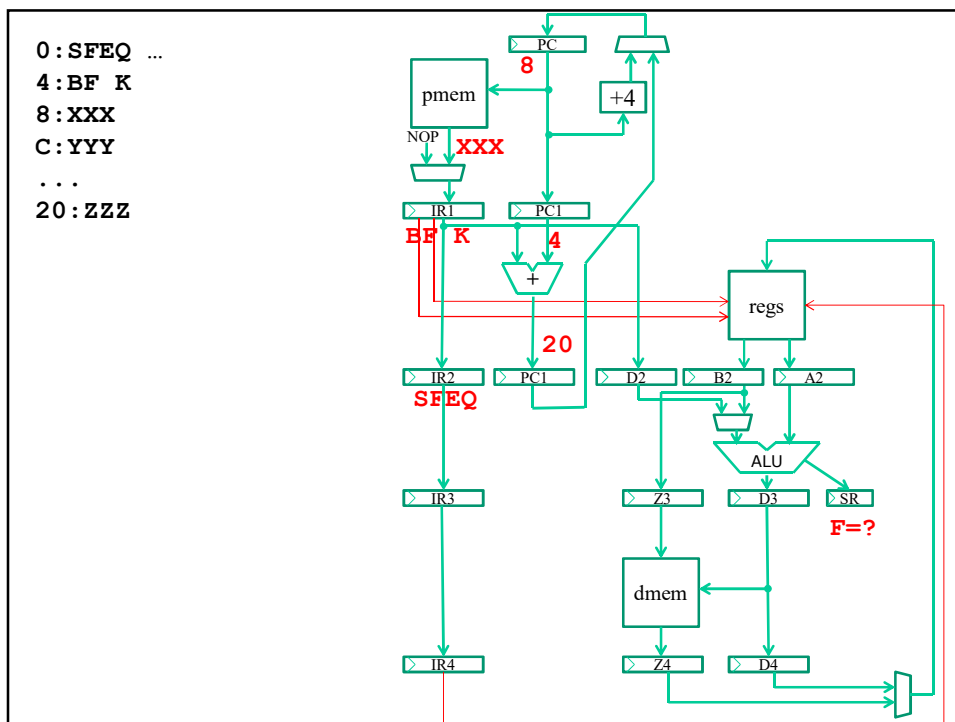 0:SFEQ …
4:BF K
8:XXX
C:YYY
...
20:ZZZ
PC
8
pmem
+4
NOP
XXX
IR1
PC1
BF K
4
+
regs
20
IR2
PC1
D2
B2
A2
SFEQ
ALU
IR3
Z3
D3
SR
F=?
dmem
IR4
Z4
D4